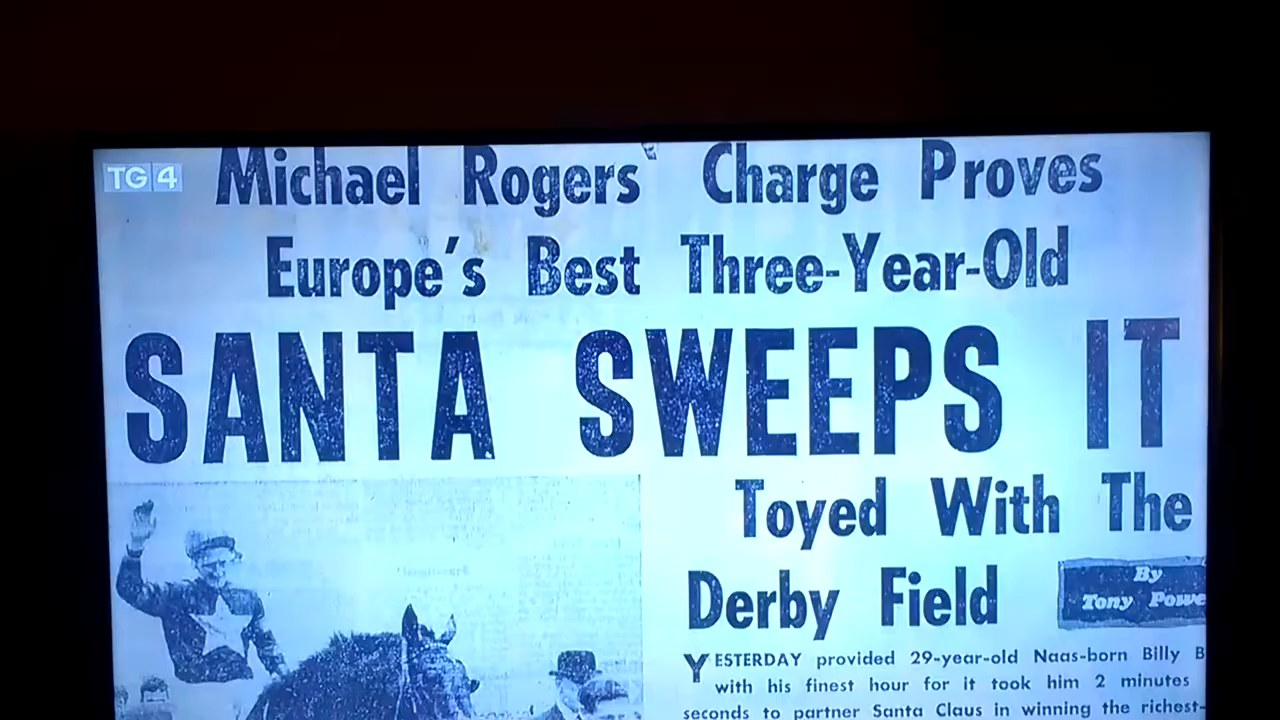 TG4
Michael Rogers' Charge Proves
Europe's Best Three-Year-Old
SANTA SWEEPS IT
Toyed With The
Derby Field
By
Tony
YESTERDAY provided 29-year-old Naas-born Billy B
with his finest hour for it took him 2 minutes
seconds to partner Santa Claus in winning the richest-